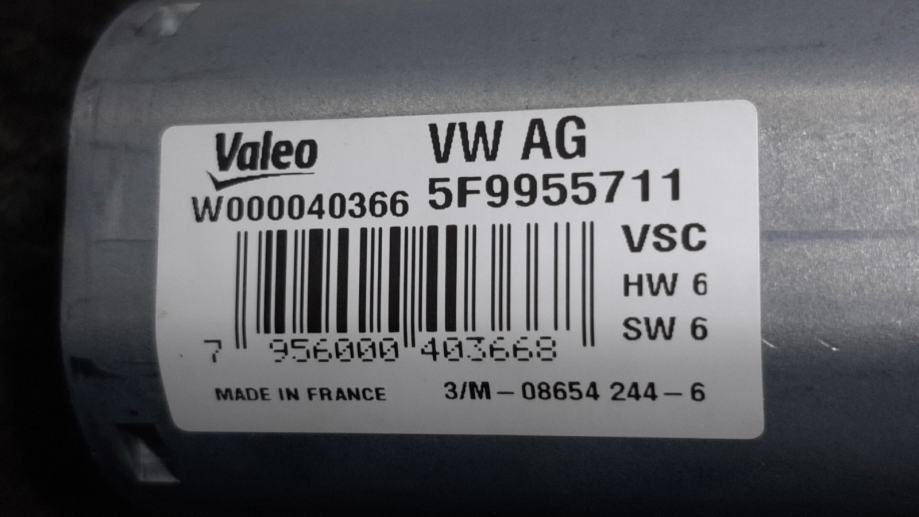 Valeo VW AG
W000040366 5F9955711
VSC
HW 6
SW 6
7 956000 403668
MADE IN FRANCE 3/M-08654 244-6